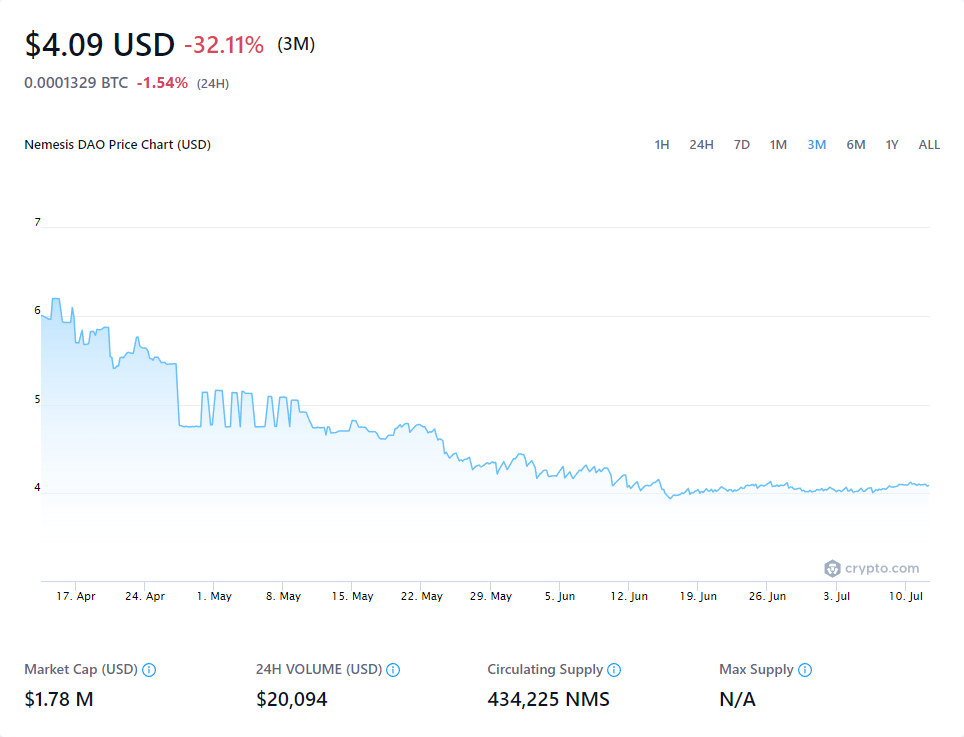 $4.09 USD -32.11% (3M)
0.0001329 BTC -1.54% (24H)
Nemesis DAO Price Chart (USD) 1H 24H 7D 1M 3M 6M 1Y ALL
7
6
5
4
crypto.com
17. Apr 24. Apr 1. May 8. May 15. May 22. May 29. May 5. Jun 12. Jun 19. Jun 26. Jun 3. Jul 10. Jul
Market Cap (USD) 24H VOLUME (USD) Circulating Supply Max Supply
$1.78 M $20,094 434,225 NMS N/A